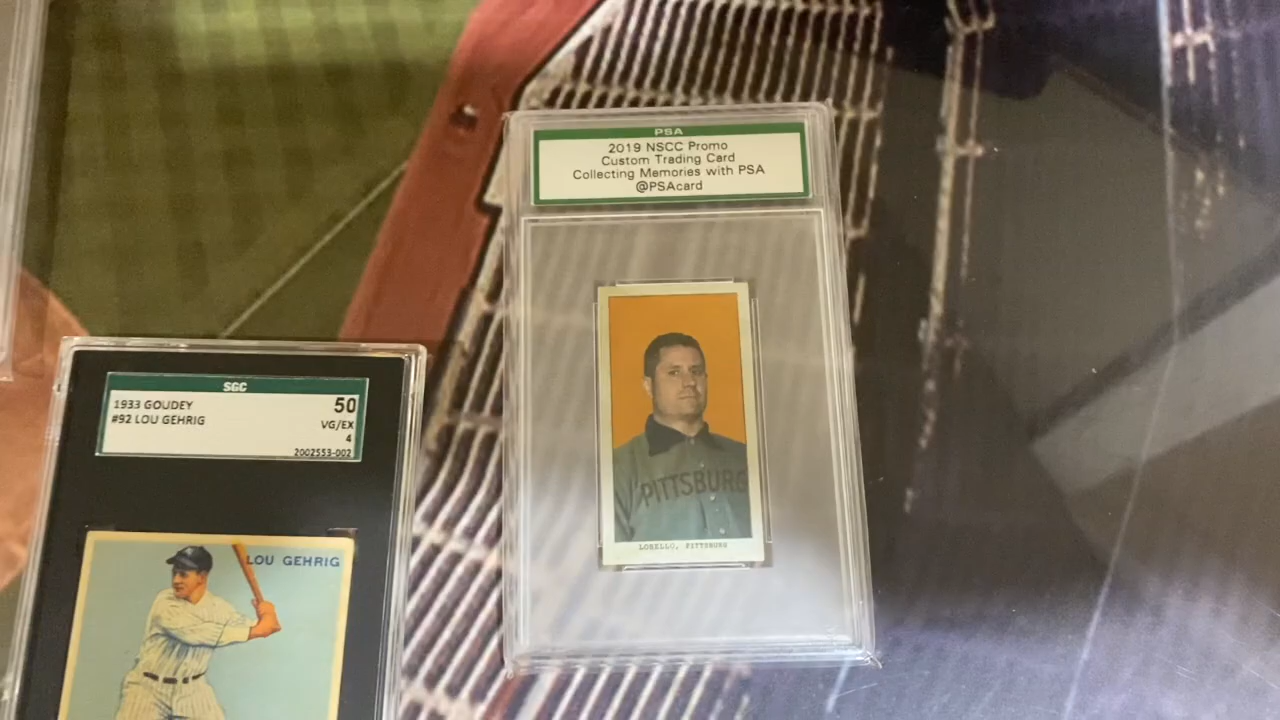 PSA
2019 NSCC Promo
Custom Trading Card
Collecting Memories with PSA
@PSAcard
PITTSBURG
LORELLO, PITTSBURG
SGC
1933 GOUDEY
#92 LOU GEHRIG
50
VG/EX
4
2002553-002
LOU GEHRIG